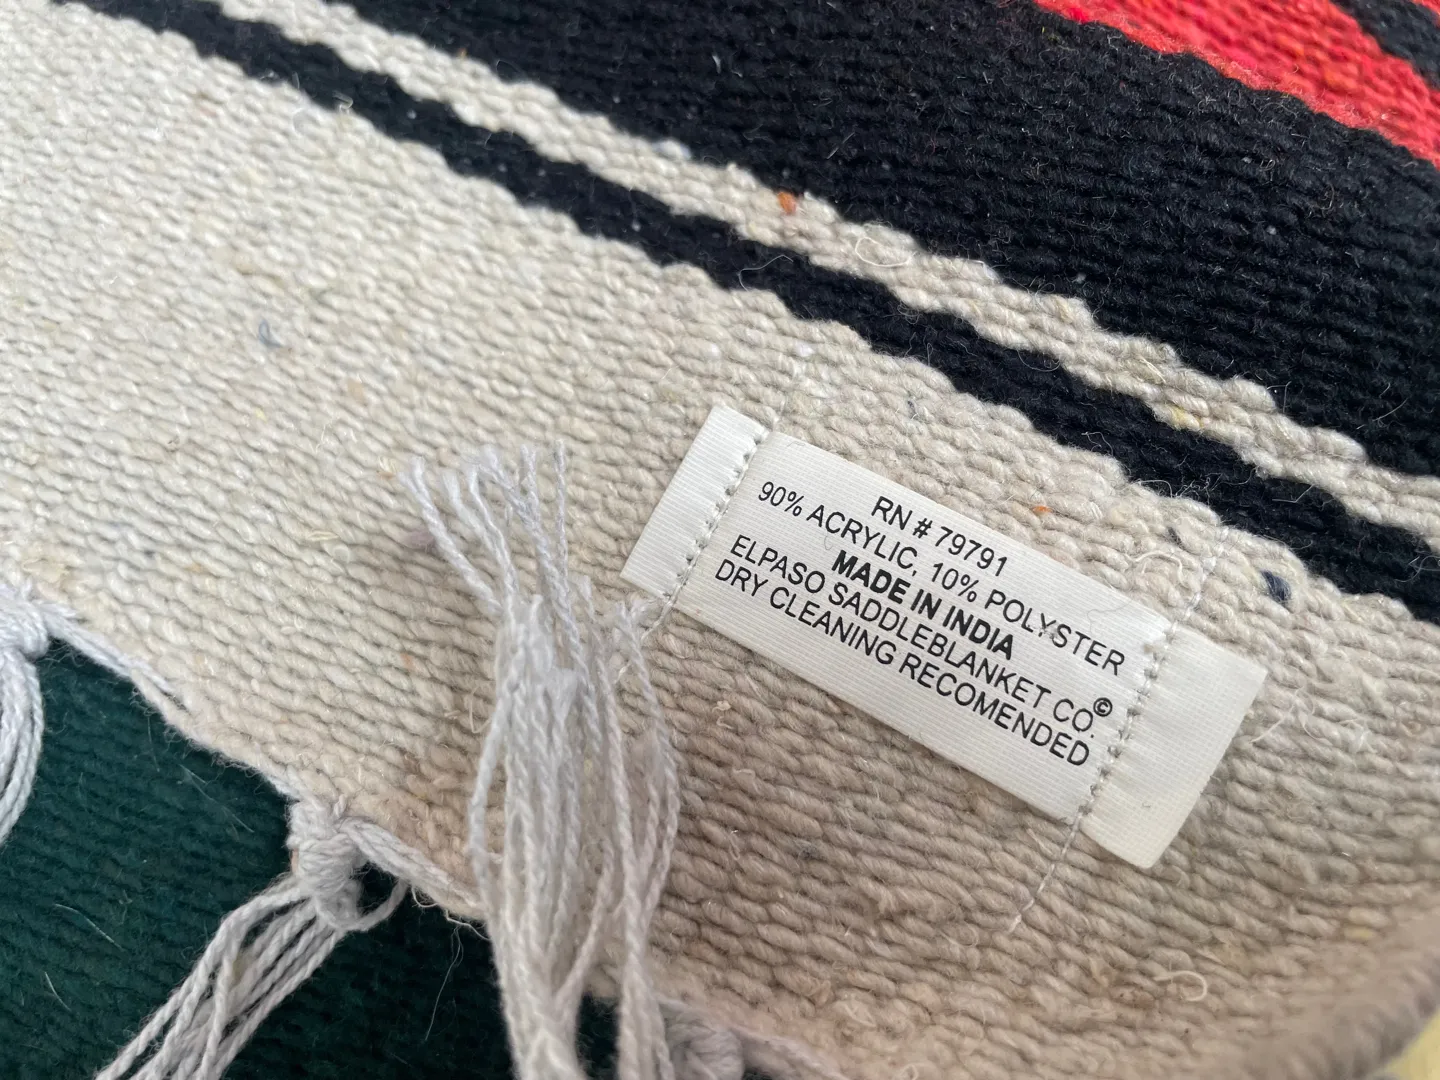 RN # 79791
90% ACRYLIC, 10% POLYSTER
MADE IN INDIA
ELPASO SADDLEBLANKET CO.©
DRY CLEANING RECOMENDED